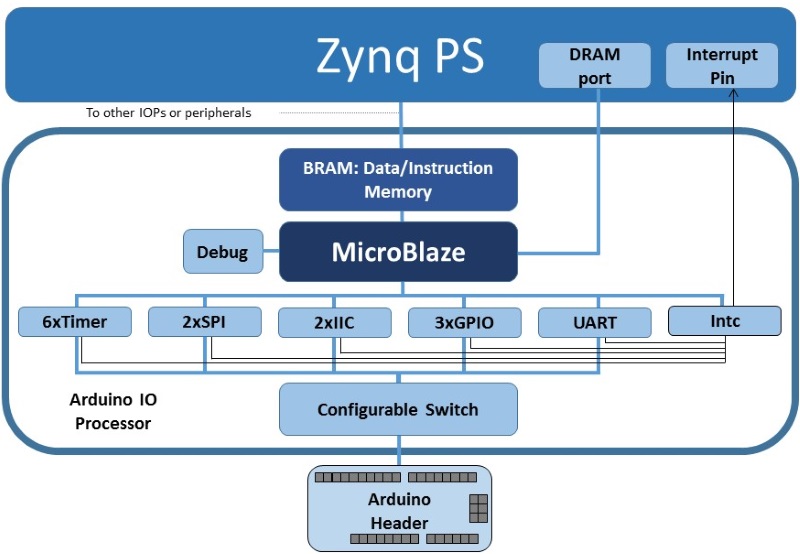 Zynq PS
DRAM
port
Interrupt
Pin
To other IOPs or peripherals
BRAM: Data/Instruction
Memory
Debug
MicroBlaze
6xTimer
2xSPI
2xIIC
3xGPIO
UART
Intc
Arduino IO
Processor
Configurable Switch
Arduino
Header